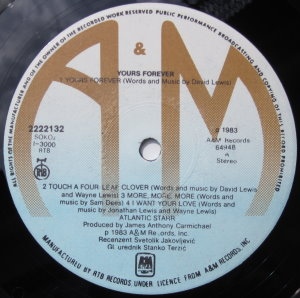 ALL RIGHTS OF THE MANUFACTURER AND OF THE OWNER OF THE RECORDED WORK RESERVED UNAUTHORISED PUBLIC PERFORMANCE, BROADCASTING AND COPYING OF THIS RECORD PROHIBITED
A & M
YOURS FOREVER
1 YOURS FOREVER (Words and Music by David Lewis)
2222132
SOKOJ
I-3000
RTB
℗ 1983
A&M Records
64948
A
Stereo
RTB
2 TOUCH A FOUR LEAF CLOVER (Words and music by David Lewis
and Wayne Lewis) 3 MORE, MORE, MORE (Words and
music by Sam Dees) 4 I WANT YOUR LOVE (Words and
music by Jonathan Lewis and Wayne Lewis)
ATLANTIC STARR
Produced by James Anthony Carmichael
p 1983 A&M Records, inc.
Recenzent Svetolik Jakovljević
Gl. urednik Stanko Terzić
A&M RECORDS
MANUFACTURED BY RTB RECORDS UNDER LICENCE FROM A&M RECORDS, INC.